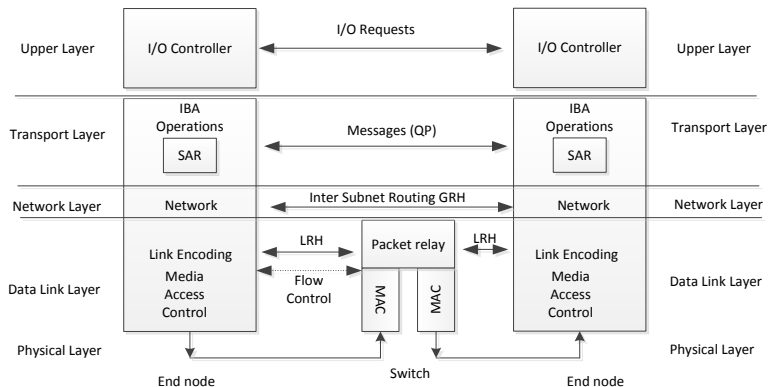 I/O Requests
Upper Layer
I/O Controller
I/O Controller
Upper Layer
IBA
Operations
SAR
Transport Layer
Messages (QP)
IBA
Operations
SAR
Transport Layer
Network Layer
Network
Inter Subnet Routing GRH
Network
Network Layer
Data Link Layer
Link Encoding
Media
Access
Control
LRH
Flow
Control
Packet relay
MAC
MAC
LRH
Link Encoding
Media
Access
Control
Data Link Layer
Physical Layer
Physical Layer
End node
Switch
End node